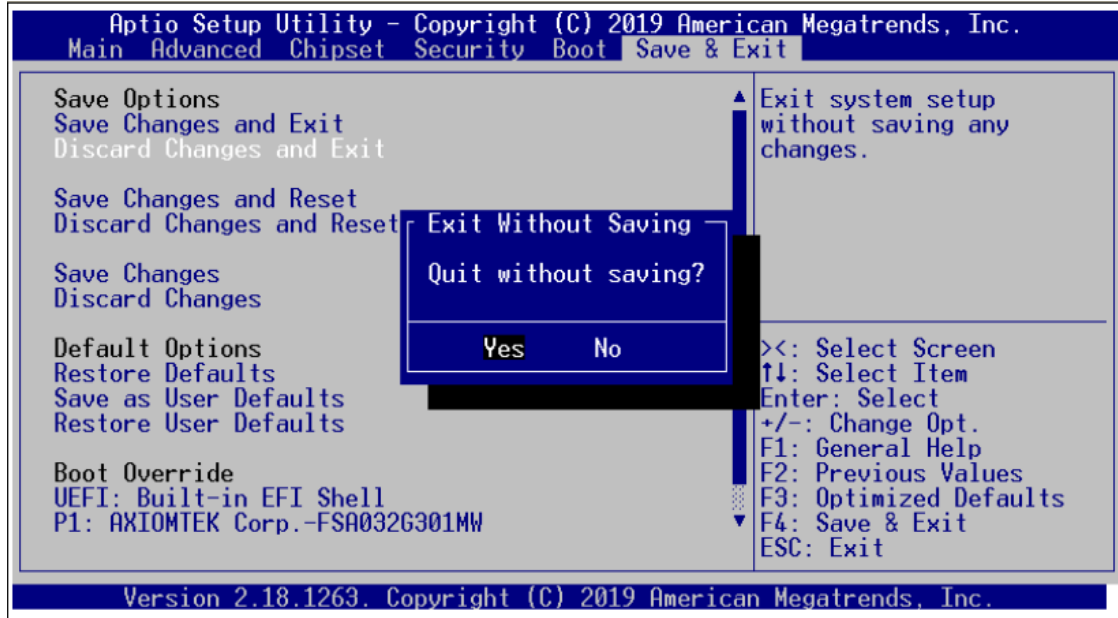 Aptio Setup Utility – Copyright (C) 2019 American Megatrends, Inc.
Main Advanced Chipset Security Boot Save & Exit
Save Options
Save Changes and Exit
Discard Changes and Exit
Save Changes and Reset
Discard Changes and Reset
Save Changes
Discard Changes
Default Options
Restore Defaults
Save as User Defaults
Restore User Defaults
Boot Override
UEFI: Built-in EFI Shell
P1: AXIOMTEK Corp.-FSA032G301MW
Exit Without Saving
Quit without saving?
Yes No
Exit system setup
without saving any
changes.
><: Select Screen
↑↓: Select Item
Enter: Select
+/-: Change Opt.
F1: General Help
F2: Previous Values
F3: Optimized Defaults
F4: Save & Exit
ESC: Exit
Version 2.18.1263. Copyright (C) 2019 American Megatrends, Inc.